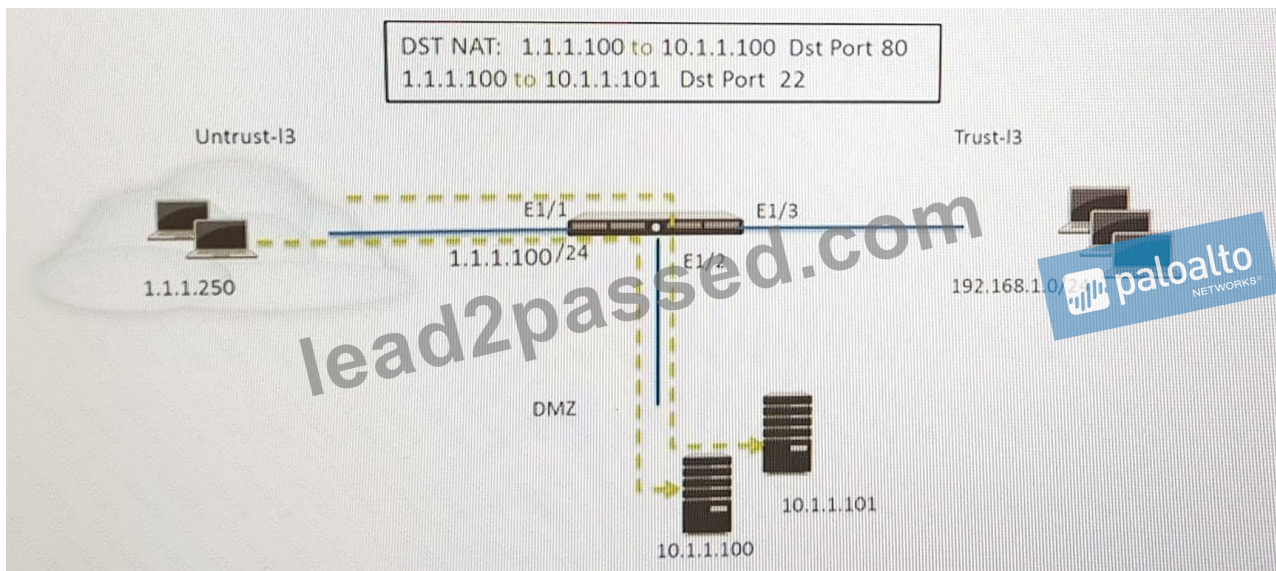 DST NAT: 1.1.1.100 to 10.1.1.100 Dst Port 80
1.1.1.100 to 10.1.1.101 Dst Port 22
Untrust-l3
Trust-l3
E1/1
E1/3
1.1.1.100/24
E1/2
1.1.1.250
192.168.1.0/24
paloalto
NETWORKS®
lead2passed.com
DMZ
10.1.1.101
10.1.1.100